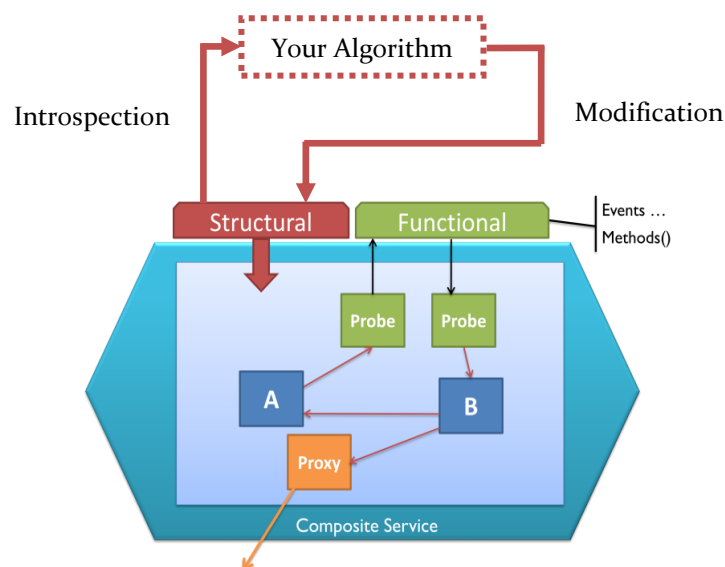 Your Algorithm
Introspection
Modification
Structural
Functional
Events ...
Methods()
Probe
Probe
A
B
Proxy
Composite Service